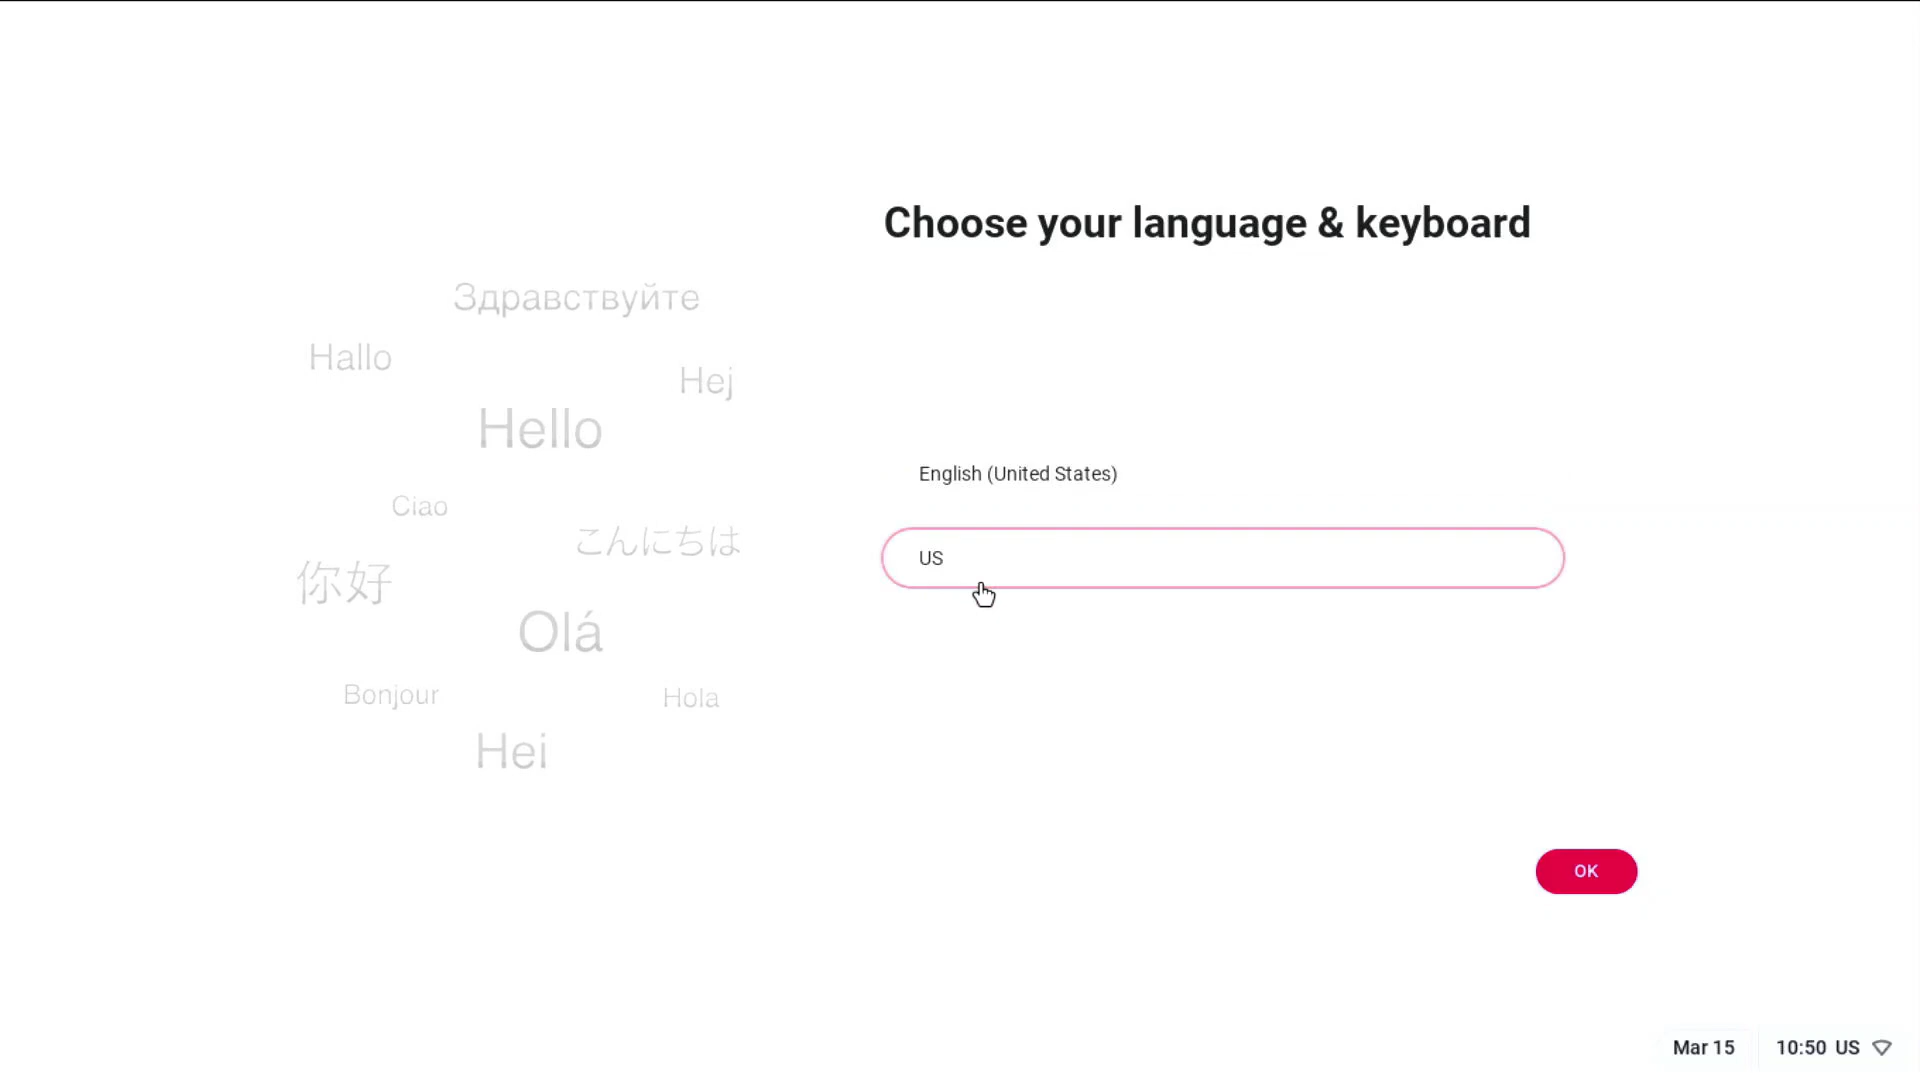 Choose your language & keyboard
Здравствуйте
Hallo
Hej
Hello
Ciao
こんにちは
你好
Olá
Bonjour
Hola
Hei
English (United States)
US
OK
Mar 15
10:50 US